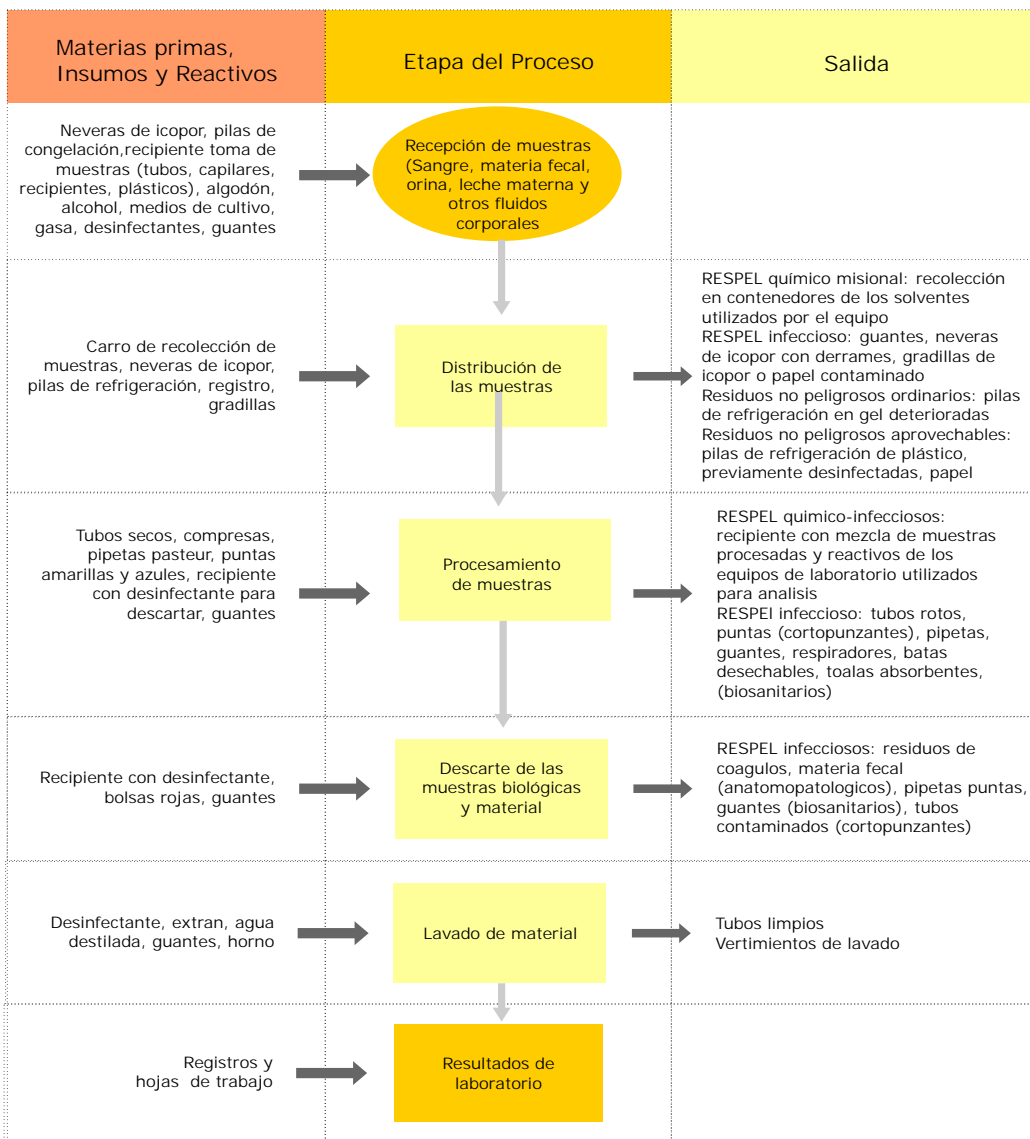 Materias primas,
Insumos y Reactivos
Etapa del Proceso
Salida
Neveras de icopor, pilas de
congelación,recipiente toma de
muestras (tubos, capilares,
recipientes, plásticos), algodón,
alcohol, medios de cultivo,
gasa, desinfectantes, guantes
Recepción de muestras
(Sangre, materia fecal,
orina, leche materna y
otros fluidos
corporales
Carro de recolección de
muestras, neveras de icopor,
pilas de refrigeración, registro,
gradillas
Distribución de
las muestras
RESPEL químico misional: recolección
en contenedores de los solventes
utilizados por el equipo
RESPEL infeccioso: guantes, neveras
de icopor con derrames, gradillas de
icopor o papel contaminado
Residuos no peligrosos ordinarios: pilas
de refrigeración en gel deterioradas
Residuos no peligrosos aprovechables:
pilas de refrigeración de plástico,
previamente desinfectadas, papel
Tubos secos, compresas,
pipetas pasteur, puntas
amarillas y azules, recipiente
con desinfectante para
descartar, guantes
Procesamiento
de muestras
RESPEL quimico-infecciosos:
recipiente con mezcla de muestras
procesadas y reactivos de los
equipos de laboratorio utilizados
para analisis
RESPEl infeccioso: tubos rotos,
puntas (cortopunzantes), pipetas,
guantes, respiradores, batas
desechables, toalas absorbentes,
(biosanitarios)
Recipiente con desinfectante,
bolsas rojas, guantes
Descarte de las
muestras biológicas
y material
RESPEL infecciosos: residuos de
coagulos, materia fecal
(anatomopatologicos), pipetas puntas,
guantes (biosanitarios), tubos
contaminados (cortopunzantes)
Desinfectante, extran, agua
destilada, guantes, horno
Lavado de material
Tubos limpios
Vertimientos de lavado
Registros y
hojas de trabajo
Resultados de
laboratorio